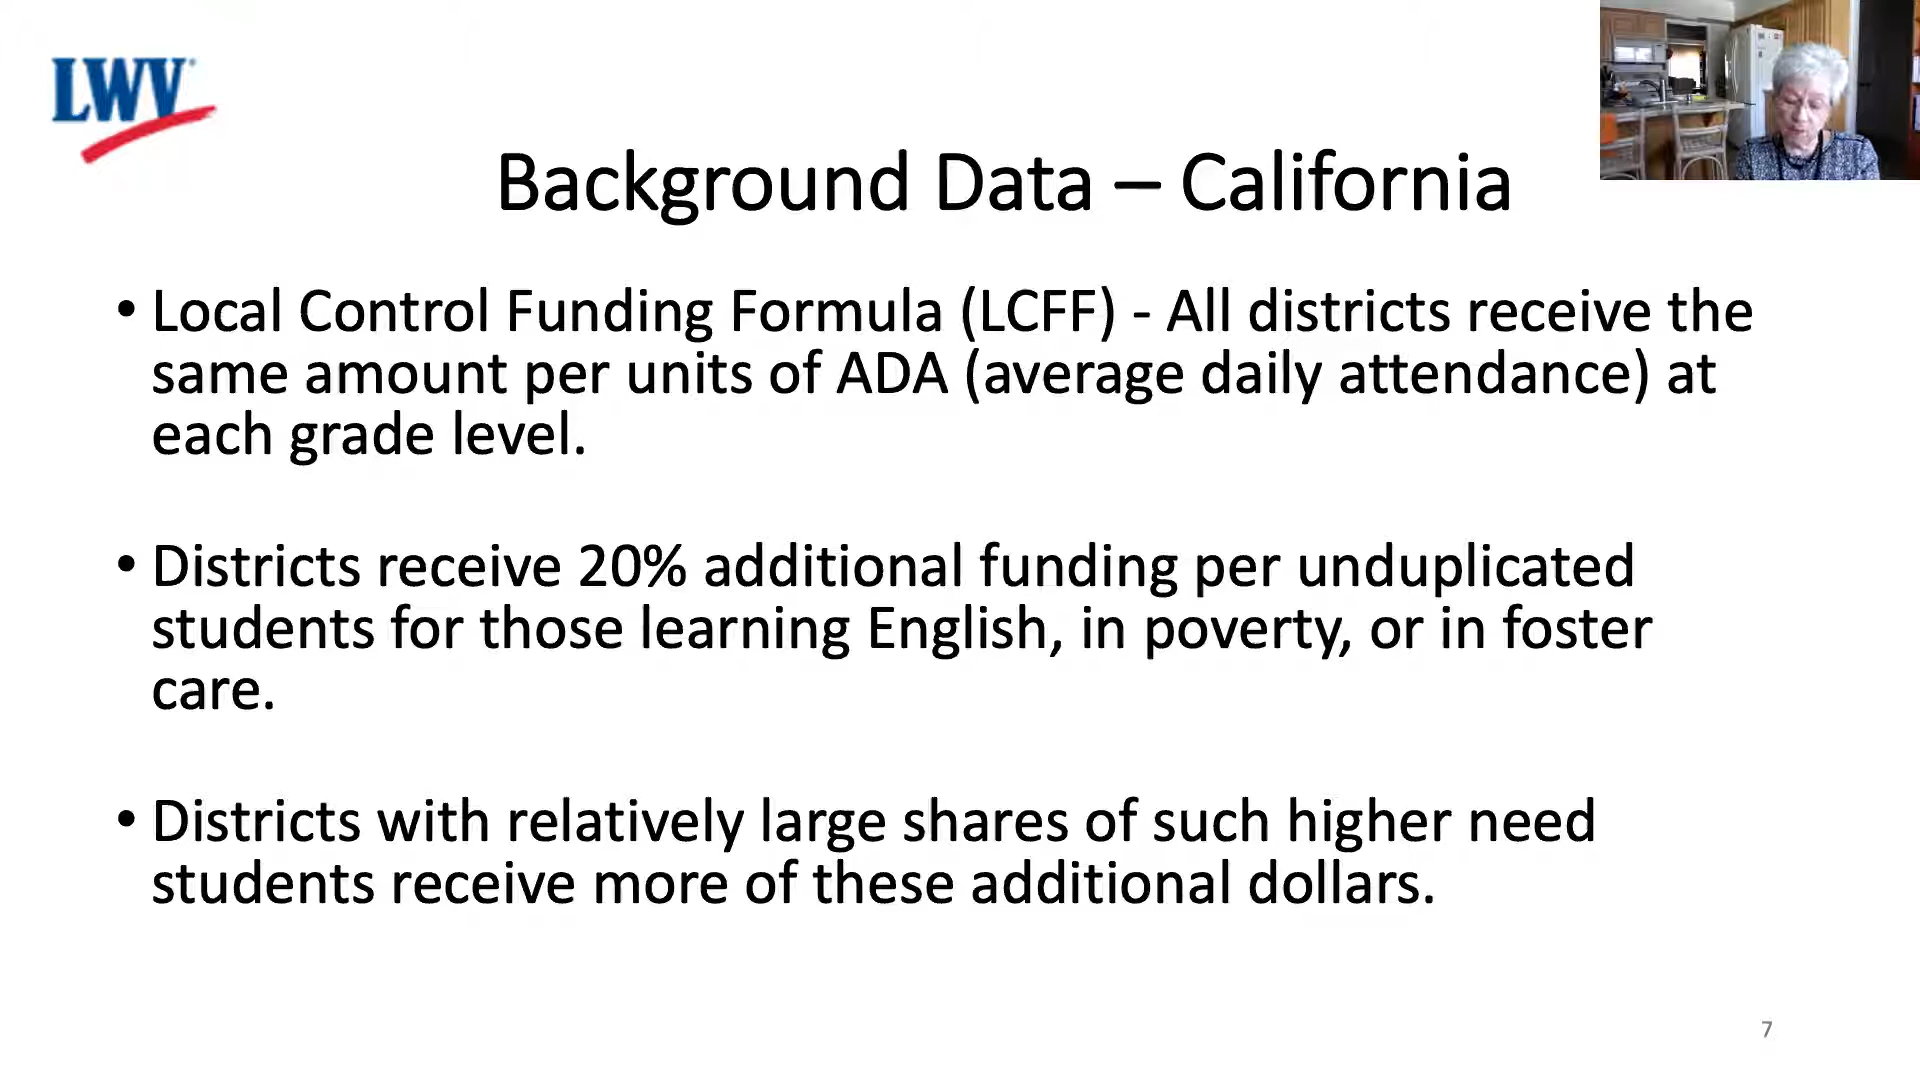 LWV
Background Data – California
• Local Control Funding Formula (LCFF) - All districts receive the
same amount per units of ADA (average daily attendance) at
each grade level.
• Districts receive 20% additional funding per unduplicated
students for those learning English, in poverty, or in foster
care.
• Districts with relatively large shares of such higher need
students receive more of these additional dollars.
7